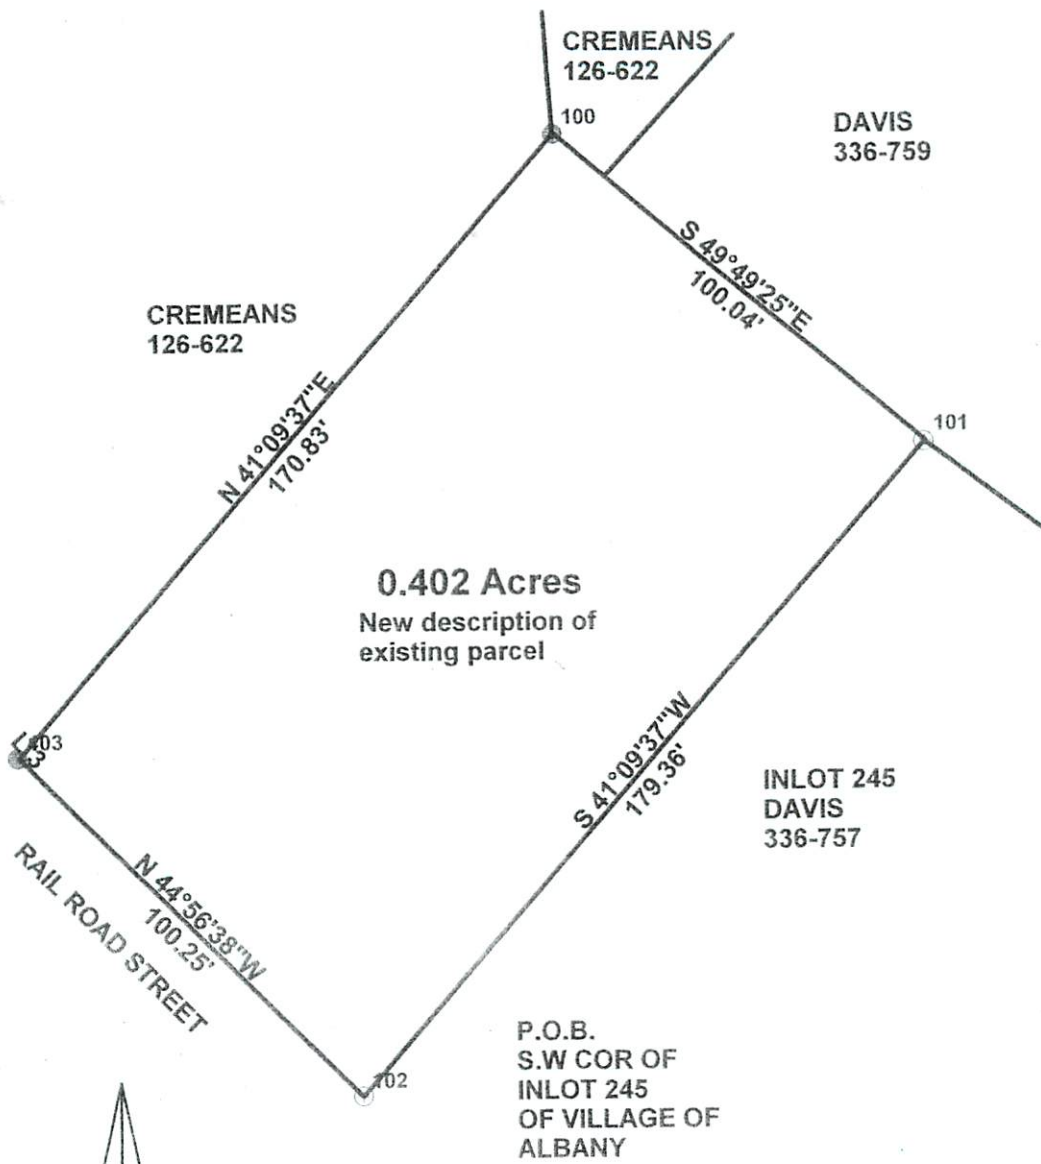 CREMEANS
126-622
100
DAVIS
336-759
S 49°49'25"E
100.04'
CREMEANS
126-622
101
N 41°09'37"E
170.83'
0.402 Acres
New description of
existing parcel
S 41°09'37"W
179.36'
INLOT 245
DAVIS
336-757
L3
N 44°56'38"W
100.25'
RAIL ROAD STREET
102
P.O.B.
S.W COR OF
INLOT 245
OF VILLAGE OF
ALBANY